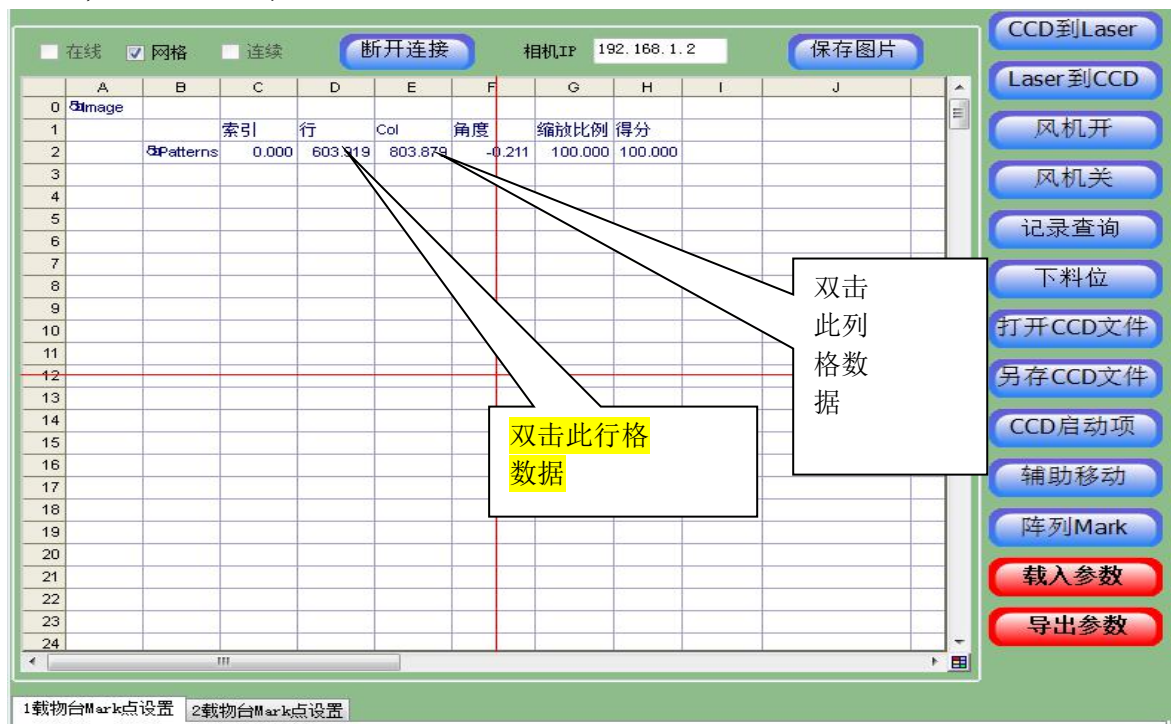 在线 网格 连续 断开连接 相机IP 192.168.1.2 保存图片
A B C D E F G H I J
0 Image
1 索引 行 Col 角度 缩放比例 得分
2 Patterns 0.000 603.919 803.879 -0.211 100.000 100.000
3
4
5
6
7
8
9
10
11
12
13
14
15
16
17
18
19
20
21
22
23
24
双击
此列
格数
据
双击此行格
数据
CCD到Laser
Laser到CCD
风机开
风机关
记录查询
下料位
打开CCD文件
另存CCD文件
CCD启动项
辅助移动
阵列Mark
载入参数
导出参数
1载物台Mark点设置 2载物台Mark点设置